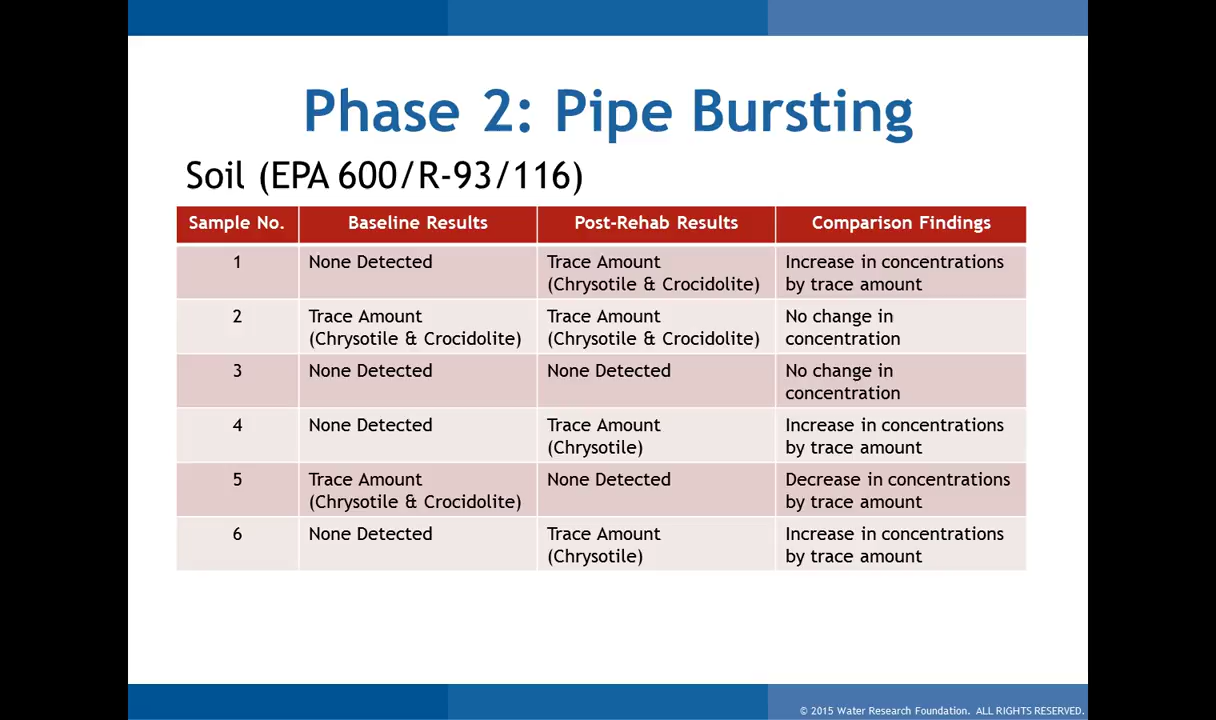 Phase 2: Pipe Bursting
Soil (EPA 600/R-93/116)
Sample No. Baseline Results Post-Rehab Results Comparison Findings
1 None Detected Trace Amount Increase in concentrations
(Chrysotile & Crocidolite) by trace amount
2 Trace Amount Trace Amount No change in
(Chrysotile & Crocidolite) (Chrysotile & Crocidolite) concentration
3 None Detected None Detected No change in
concentration
4 None Detected Trace Amount Increase in concentrations
(Chrysotile) by trace amount
5 Trace Amount None Detected Decrease in concentrations
(Chrysotile & Crocidolite) by trace amount
6 None Detected Trace Amount Increase in concentrations
(Chrysotile) by trace amount
© 2015 Water Research Foundation. ALL RIGHTS RESERVED.